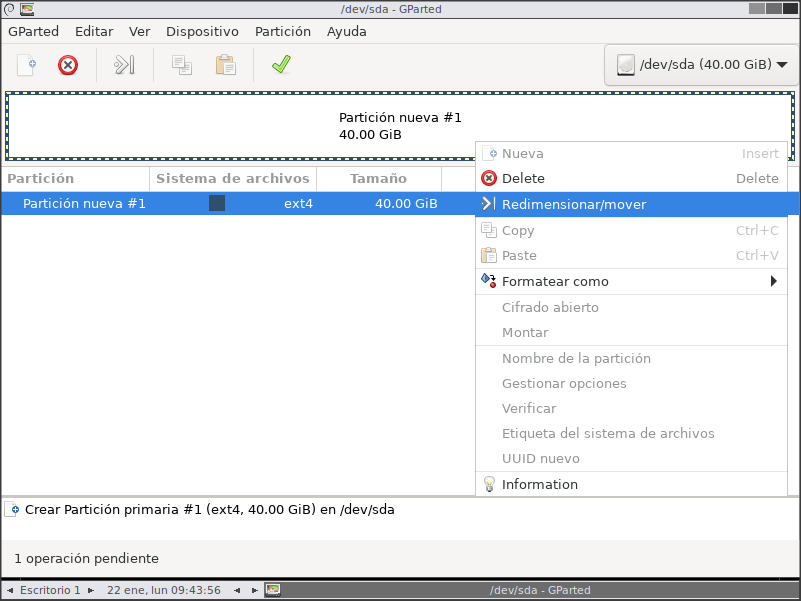 /dev/sda - GParted
GParted Editar Ver Dispositivo Partición Ayuda
/dev/sda (40.00 GiB)
Partición nueva #1
40.00 GiB
Partición Sistema de archivos Tamaño
Partición nueva #1 ext4 40.00 GiB
Nueva Insert
Delete Delete
Redimensionar/mover
Copy Ctrl+C
Paste Ctrl+V
Formatear como
Cifrado abierto
Montar
Nombre de la partición
Gestionar opciones
Verificar
Etiqueta del sistema de archivos
UUID nuevo
Information
Crear Partición primaria #1 (ext4, 40.00 GiB) en /dev/sda
1 operación pendiente
Escritorio 1 22 ene, lun 09:43:56 /dev/sda - GParted